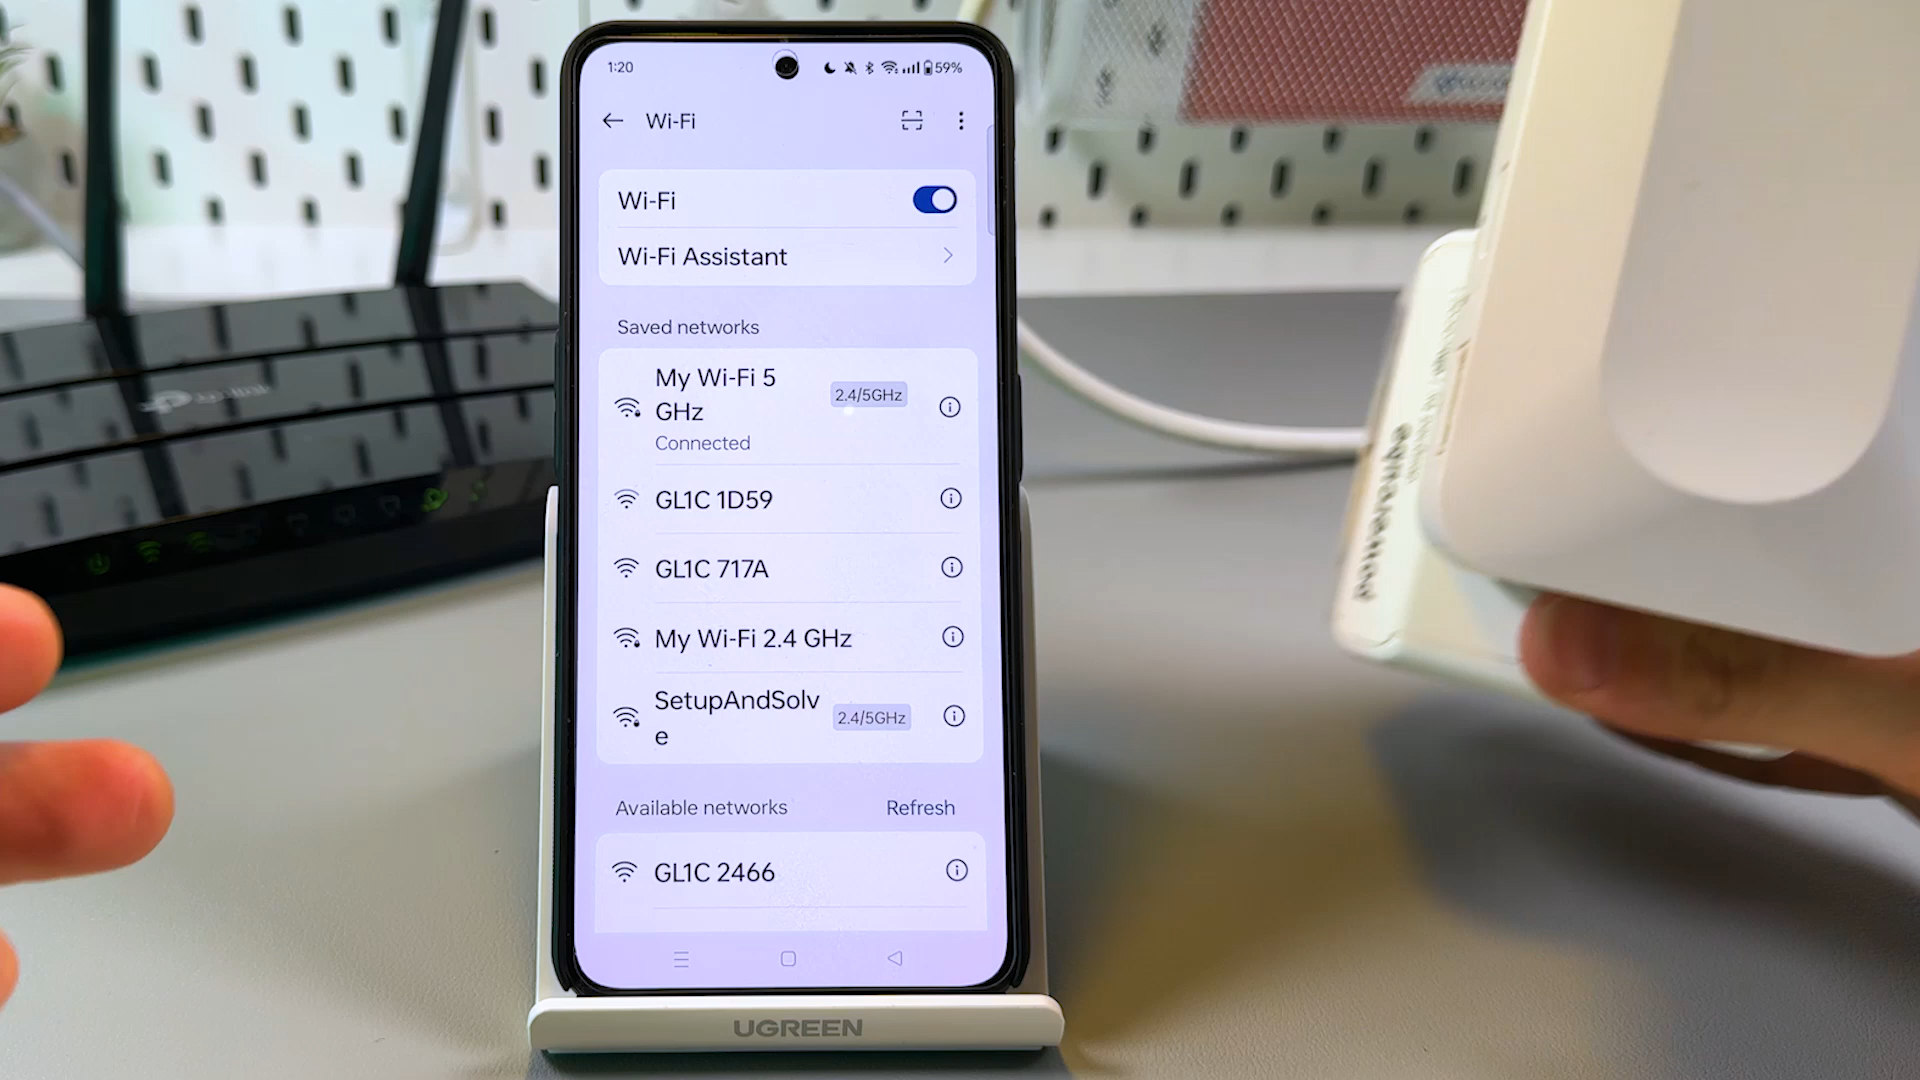 1:20
59%
Wi-Fi
Wi-Fi
Wi-Fi Assistant
Saved networks
My Wi-Fi 5
GHz
2.4/5GHz
Connected
GL1C 1D59
GL1C 717A
My Wi-Fi 2.4 GHz
SetupAndSolv
e
2.4/5GHz
Available networks
Refresh
GL1C 2466
UGREEN